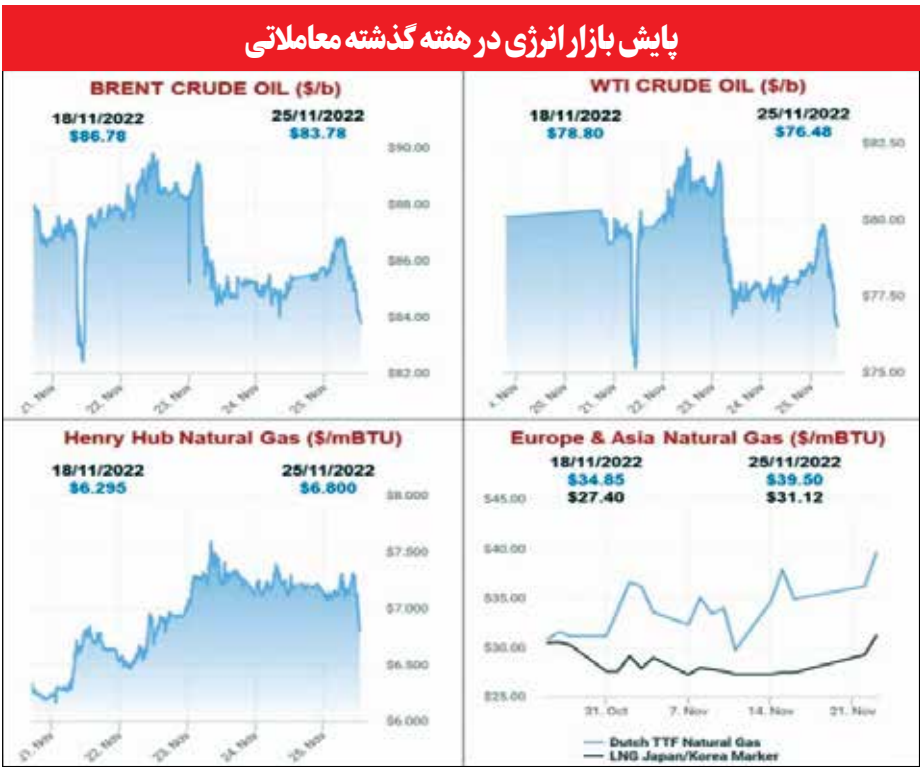 پایش بازار انرژی در هفته گذشته معاملاتی
BRENT CRUDE OIL ($/b)
18/11/2022 25/11/2022
$86.78 $83.78
$90.00
$88.00
$86.00
$84.00
$82.00
21. Nov 22. Nov 23. Nov 24. Nov 25. Nov
WTI CRUDE OIL ($/b)
18/11/2022 25/11/2022
$78.80 $76.48
$82.50
$80.00
$77.50
$75.00
Nov 20. Nov 21. Nov 22. Nov 23. Nov 24. Nov 25. Nov
Henry Hub Natural Gas ($/mBTU)
18/11/2022 25/11/2022
$6.295 $6.800
$8.000
$7.500
$7.000
$6.500
$6.000
21. Nov 22. Nov 23. Nov 24. Nov 25. Nov
Europe & Asia Natural Gas ($/mBTU)
18/11/2022 25/11/2022
$34.85 $39.50
$27.40 $31.12
$45.00
$40.00
$35.00
$30.00
$25.00
31. Oct 7. Nov 14. Nov 21. Nov
Dutch TTF Natural Gas
LNG Japan/Korea Marker